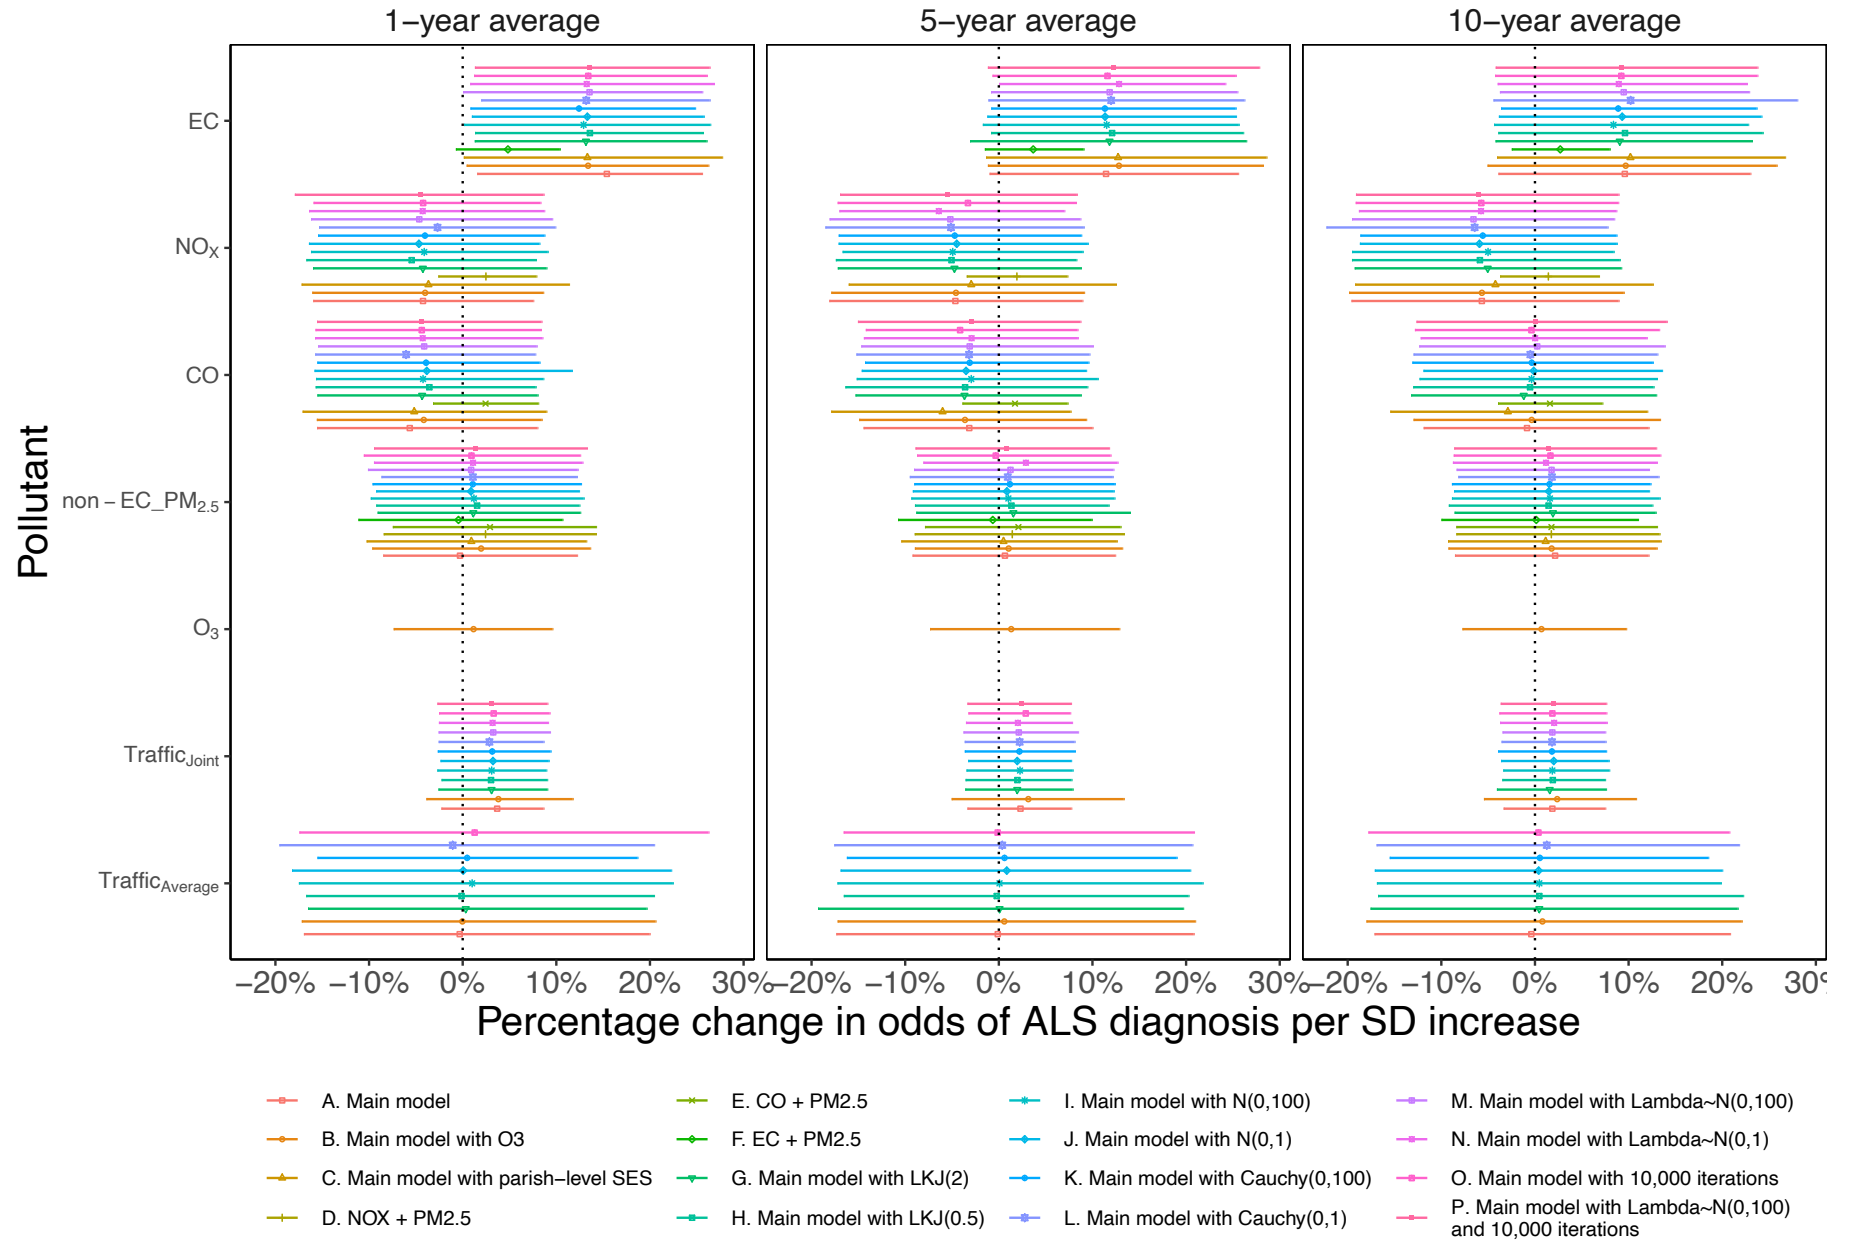 1−year average
5−year average
10−year average
Pollutant
EC
NOX
CO
non − EC_PM2.5
O3
TrafficJoint
TrafficAverage
−20% −10% 0% 10% 20% 30%
−20% −10% 0% 10% 20% 30%
−20% −10% 0% 10% 20% 30
Percentage change in odds of ALS diagnosis per SD increase
A. Main model
B. Main model with O3
C. Main model with parish−level SES
D. NOX + PM2.5
E. CO + PM2.5
F. EC + PM2.5
G. Main model with LKJ(2)
H. Main model with LKJ(0.5)
I. Main model with N(0,100)
J. Main model with N(0,1)
K. Main model with Cauchy(0,100)
L. Main model with Cauchy(0,1)
M. Main model with Lambda~N(0,100)
N. Main model with Lambda~N(0,1)
O. Main model with 10,000 iterations
P. Main model with Lambda~N(0,100)
and 10,000 iterations